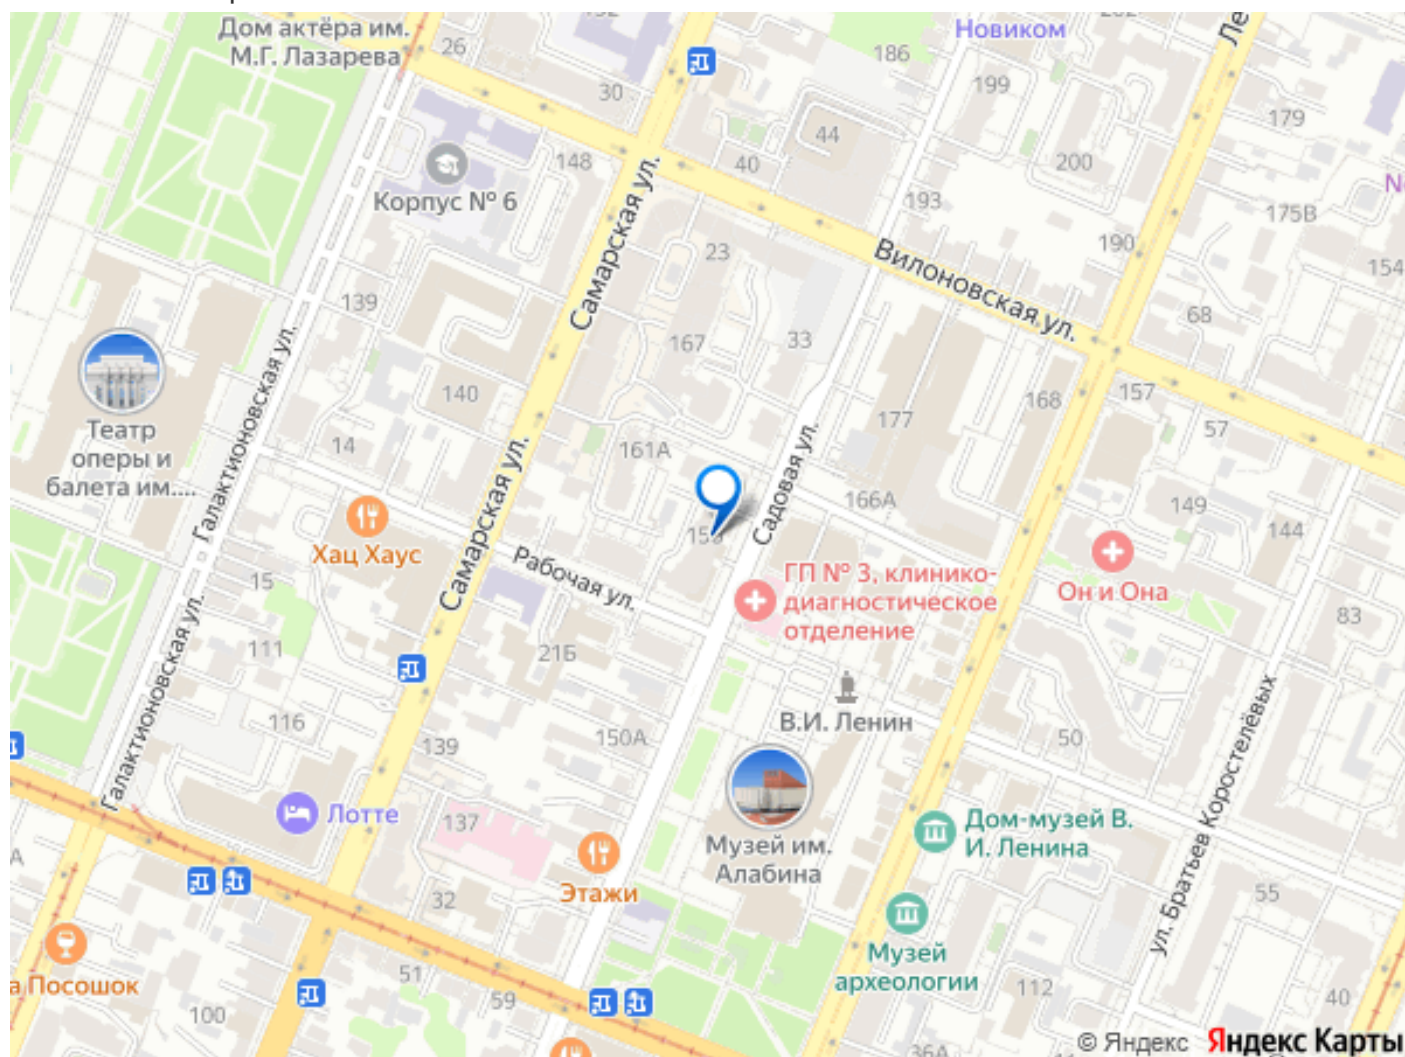 Дом актёра им.
М.Г. Лазарева
26
30
186
Новиком
199
179
44
200
148
40
Корпус № 6
193
175В
190
154
23
Самарская ул.
Вилоновская ул.
139
68
167
33
Галактионовская ул.
140
157
168
177
57
Театр
оперы и
балета им....
14
161А
Садовая ул.
166А
149
144
Хац Хаус
Самарская ул.
Рабочая ул.
15
ГП № 3, клинико-
диагностическое
отделение
Он и Она
83
111
21Б
Галактионовская ул.
116
В.И. Ленин
139
150А
50
ул. Братьев Коростелёвых
Лотте
137
Музей им.
Алабина
Дом-музей В.
И. Ленина
Этажи
32
55
Музей
археологии
Посошок
51
59
100
112
40
36А
© Яндекс Яндекс Карты